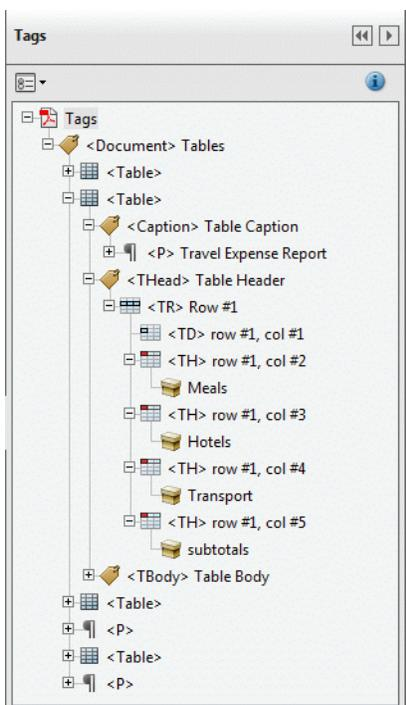 Tags
Tags
<Document> Tables
<Table>
<Table>
<Caption> Table Caption
<P> Travel Expense Report
<THead> Table Header
<TR> Row #1
<TD> row #1, col #1
<TH> row #1, col #2
Meals
<TH> row #1, col #3
Hotels
<TH> row #1, col #4
Transport
<TH> row #1, col #5
subtotals
<TBody> Table Body
<Table>
<P>
<Table>
<P>